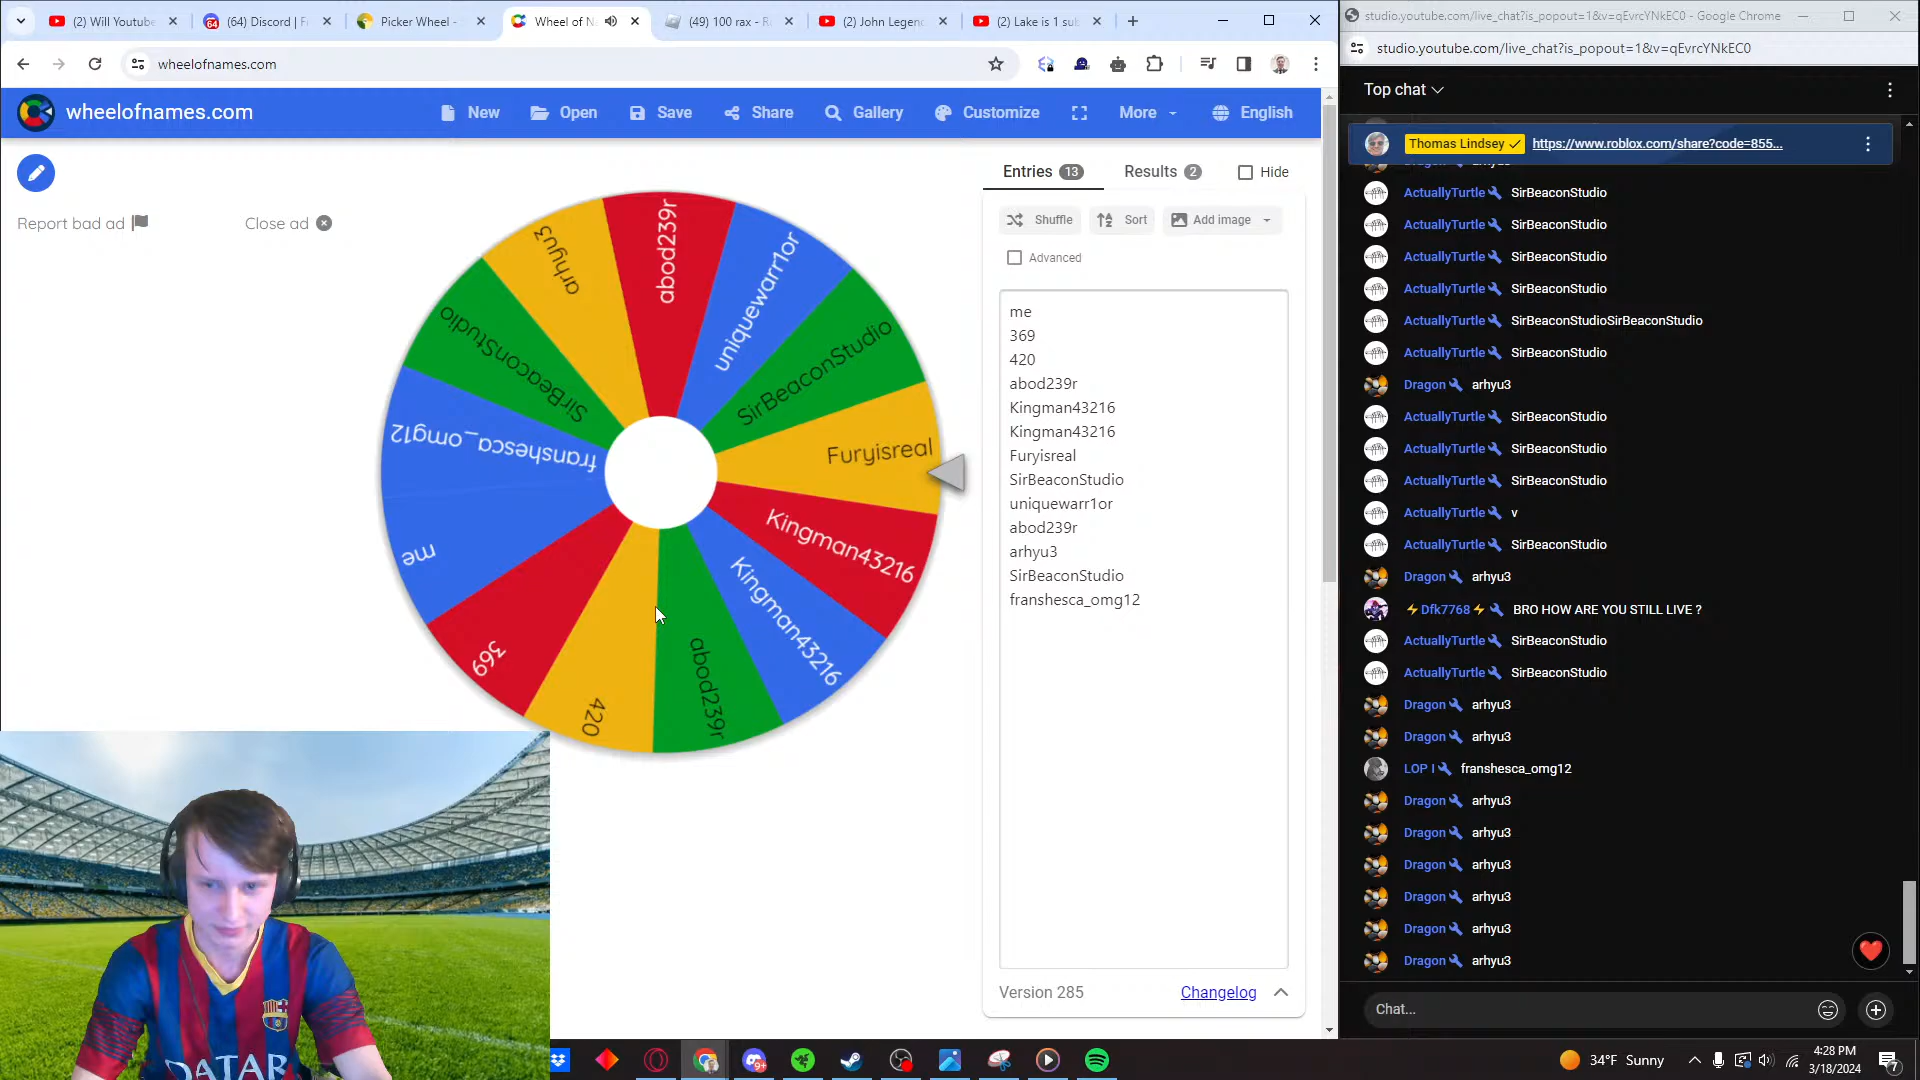 (2) Will Youtube
(64) Discord | F
Picker Wheel -
Wheel of N
(49) 100 rax - R
(2) John Legen
(2) Lake is 1 sub
studio.youtube.com/live_chat?is_popout=1&v=qEvrcYNkEC0 - Google Chrome
wheelofnames.com
studio.youtube.com/live_chat?is_popout=1&v=qEvrcYNkEC0
wheelofnames.com
New
Open
Save
Share
Gallery
Customize
More
English
Report bad ad
Close ad
Entries 13
Results 2
Hide
Shuffle
Sort
Add image
Advanced
me
369
420
abod239r
Kingman43216
Kingman43216
Furyisreal
SirBeaconStudio
uniquewarr1or
abod239r
arhyu3
SirBeaconStudio
franshesca_omg12
Version 285
Changelog
abod239r
uniquewarr1or
SirBeaconStudio
Furyisreal
Kingman43216
Kingman43216
abod239r
420
369
me
franshesca_omg12
SirBeaconStudio
arhyu3
QATAR
Top chat
Thomas Lindsey https://www.roblox.com/share?code=855...
Dragon arhyu3
ActuallyTurtle SirBeaconStudio
ActuallyTurtle SirBeaconStudio
ActuallyTurtle SirBeaconStudio
ActuallyTurtle SirBeaconStudio
ActuallyTurtle SirBeaconStudioSirBeaconStudio
ActuallyTurtle SirBeaconStudio
Dragon arhyu3
ActuallyTurtle SirBeaconStudio
ActuallyTurtle SirBeaconStudio
ActuallyTurtle SirBeaconStudio
ActuallyTurtle v
ActuallyTurtle SirBeaconStudio
Dragon arhyu3
⚡Dfk7768⚡ BRO HOW ARE YOU STILL LIVE ?
ActuallyTurtle SirBeaconStudio
ActuallyTurtle SirBeaconStudio
Dragon arhyu3
Dragon arhyu3
LOP I franshesca_omg12
Dragon arhyu3
Dragon arhyu3
Dragon arhyu3
Dragon arhyu3
Dragon arhyu3
Dragon arhyu3
Chat...
9+
34°F Sunny
4:28 PM
3/18/2024
7